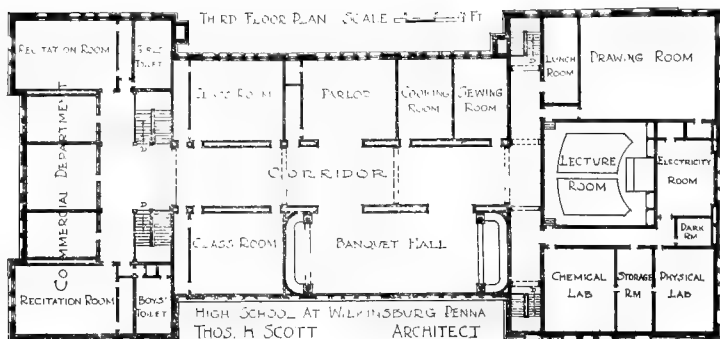 THIRD FLOOR PLAN SCALE FT
RECITATION ROOM
GIRLS TOILET
CLASS ROOM
PARLOR
COOKING ROOM
SEWING ROOM
LUNCH ROOM
DRAWING ROOM
COMMERCIAL DEPARTMENT
CORRIDOR
LECTURE ROOM
ELECTRICITY ROOM
DARK RM
CLASS ROOM
BANQUET HALL
RECITATION ROOM
BOYS' TOILET
CHEMICAL LAB
STORAGE RM
PHYSICAL LAB
HIGH SCHOOL AT WILKINSBURG PENNA
THOS. H SCOTT ARCHITECT